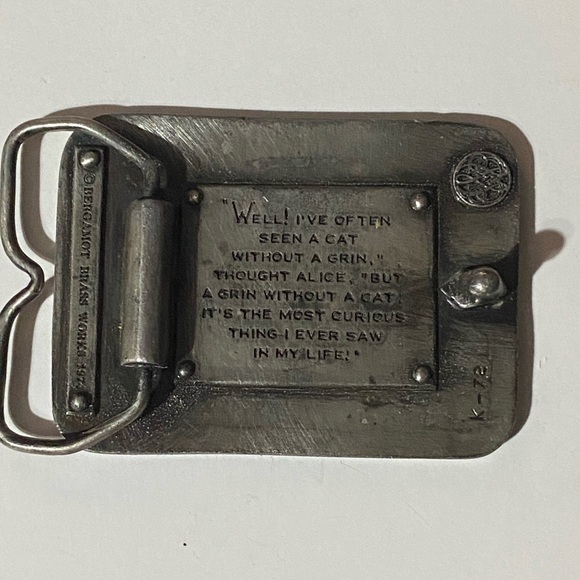 "WELL! I'VE OFTEN
SEEN A CAT
WITHOUT A GRIN,"
THOUGHT ALICE, "BUT
A GRIN WITHOUT A CAT,
IT'S THE MOST CURIOUS
THING I EVER SAW
IN MY LIFE!"
© BERGAMOT BRASS WORKS
K-72